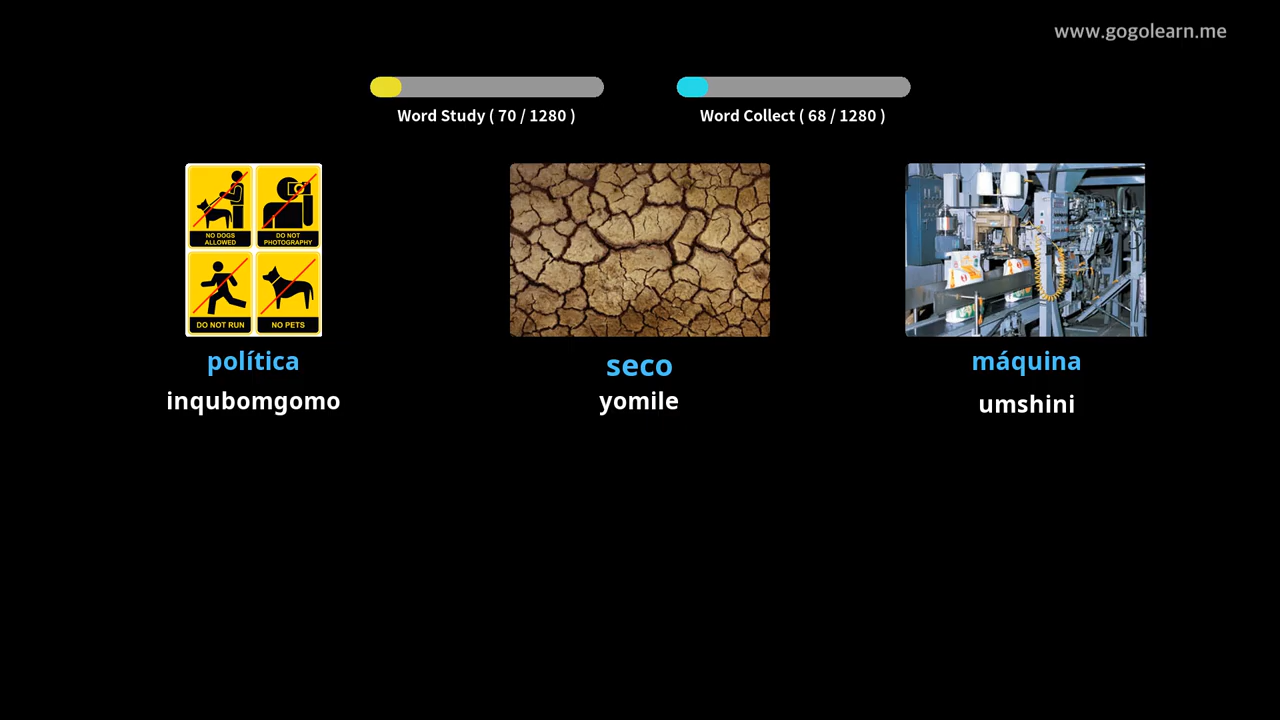 www.gogolearn.me
Word Study ( 70 / 1280 )
Word Collect ( 68 / 1280 )
NO DOGS
ALLOWED
DO NOT
PHOTOGRAPHY
DO NOT RUN
NO PETS
política
seco
máquina
inqubomgomo
yomile
umshini